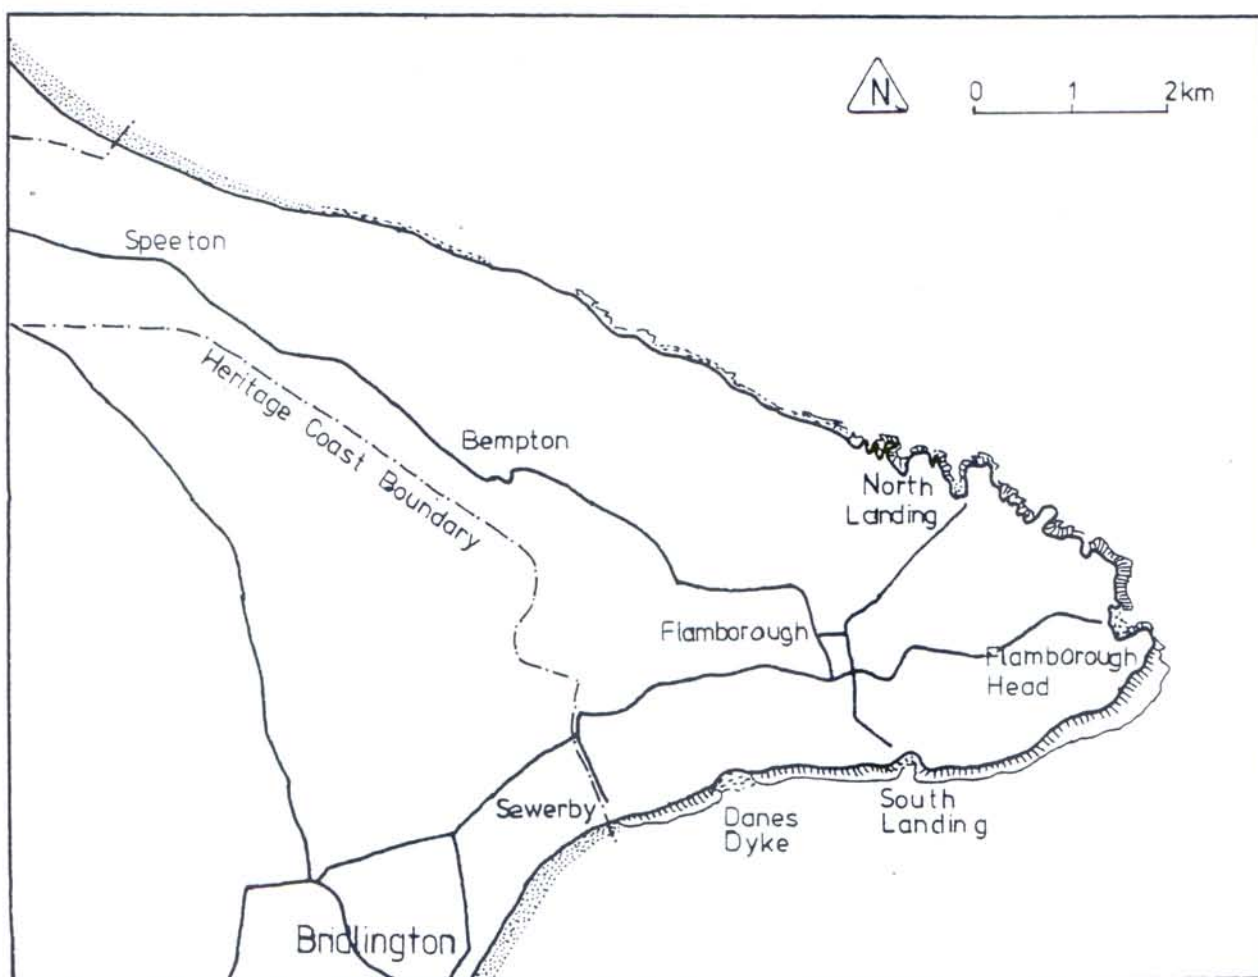 N
0 1 2km
Speeton
Heritage Coast Boundary
Bempton
North
Landing
Flamborough
Flamborough
Head
Sewerby
Danes
Dyke
South
Landing
Bridlington